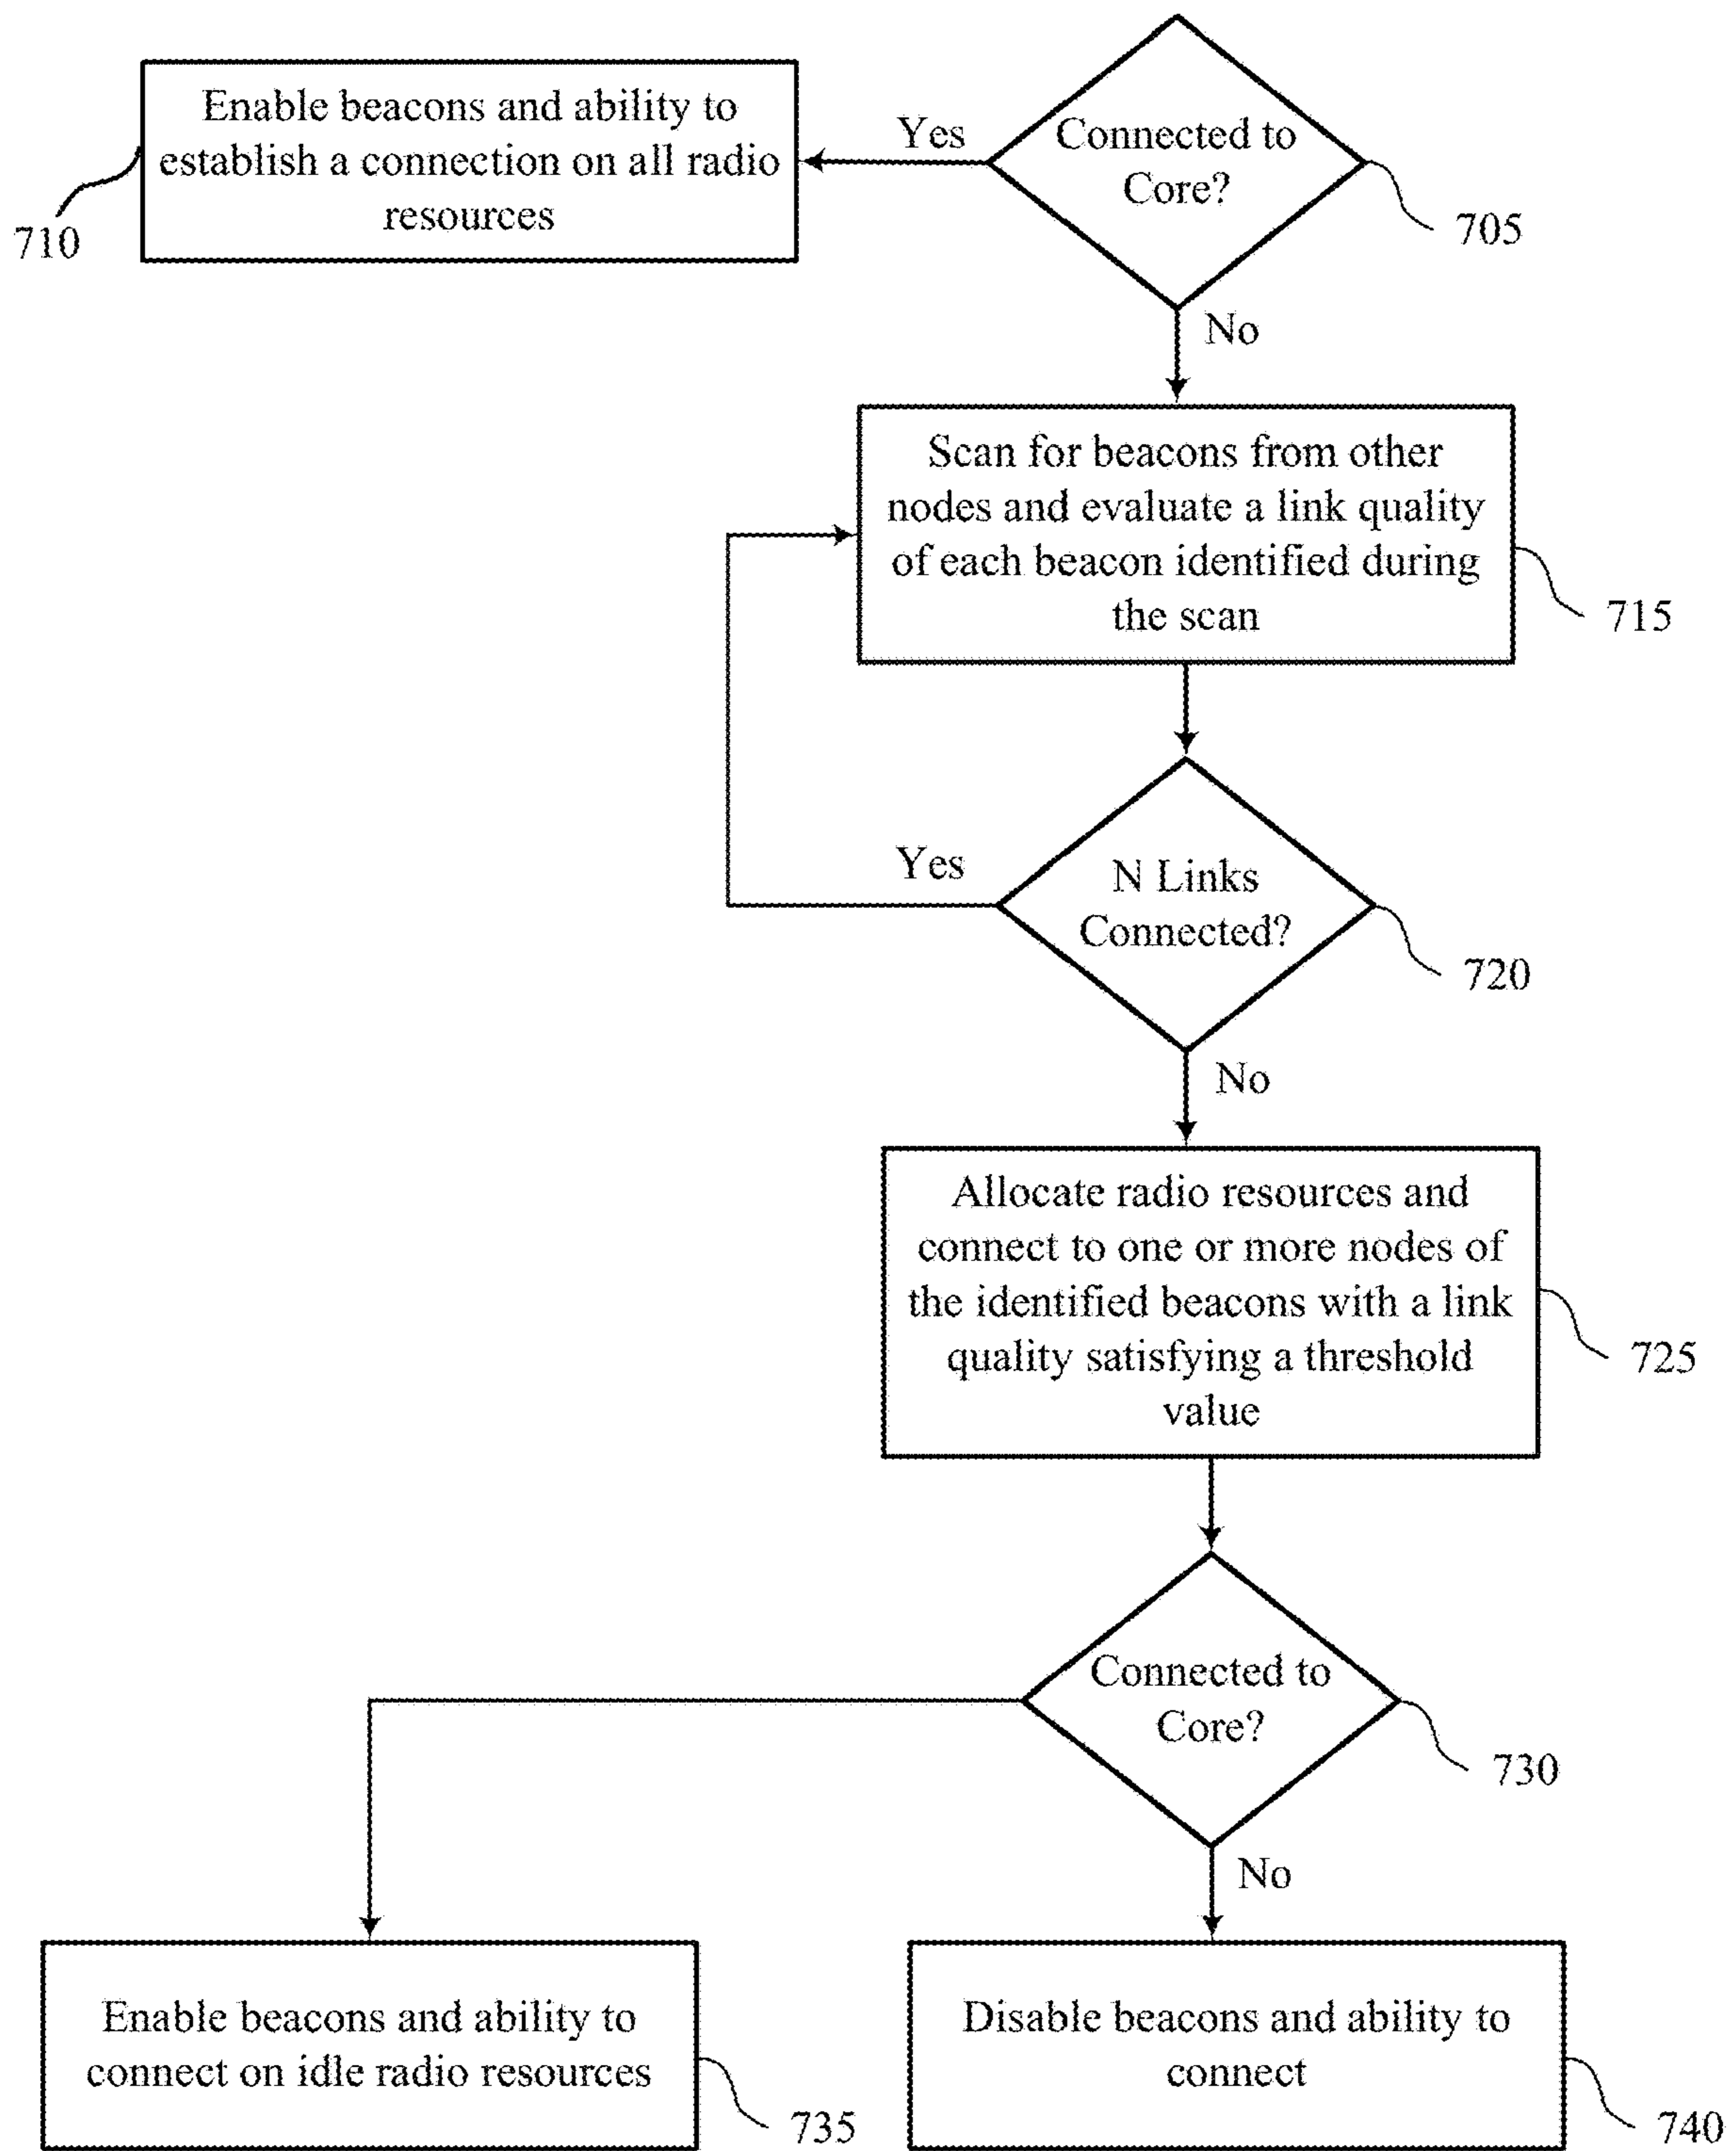 Enable beacons and ability to
establish a connection on all radio
resources
710
Yes
Connected to
Core?
705
No
Scan for beacons from other
nodes and evaluate a link quality
of each beacon identified during
the scan
715
Yes
N Links
Connected?
720
No
Allocate radio resources and
connect to one or more nodes of
the identified beacons with a link
quality satisfying a threshold
value
725
Connected to
Core?
730
No
Enable beacons and ability to
connect on idle radio resources
735
Disable beacons and ability to
connect
740